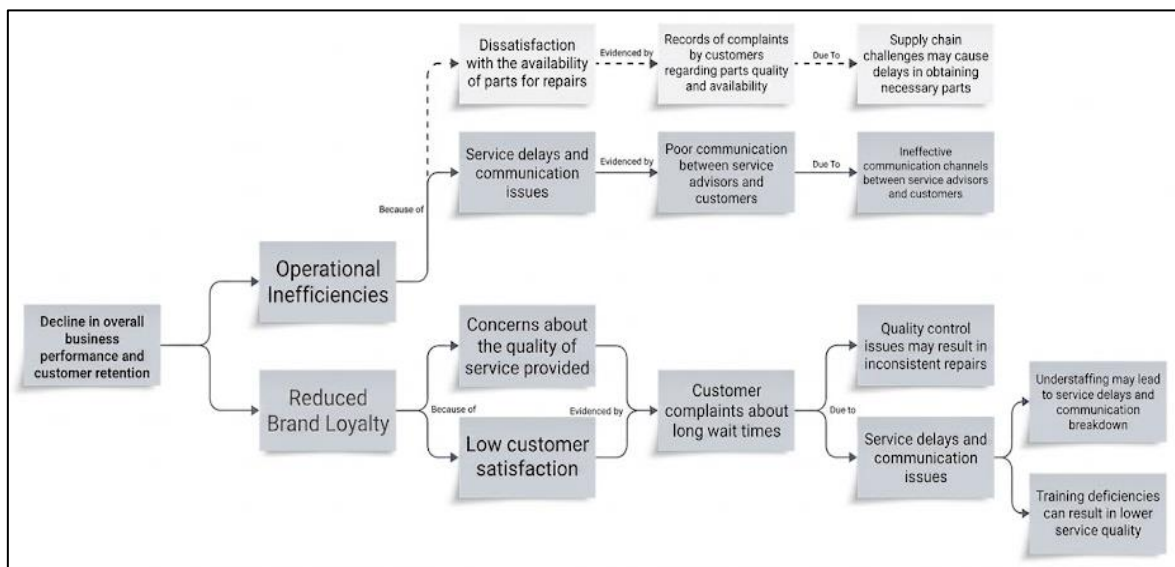 Dissatisfaction
with the availability
of parts for repairs
Evidenced by
Records of complaints
by customers
regarding parts quality
and availability
Due To
Supply chain
challenges may cause
delays in obtaining
necessary parts
Service delays and
communication
issues
Evidenced by
Poor communication
between service
advisors and
customers
Due To
Ineffective
communication channels
between service advisors
and customers
Because of
Operational
Inefficiencies
Decline in overall
business
performance and
customer retention
Reduced
Brand Loyalty
Because of
Concerns about
the quality of
service provided
Low customer
satisfaction
Evidenced by
Customer
complaints about
long wait times
Due to
Quality control
issues may result in
inconsistent repairs
Service delays and
communication
issues
Understaffing may lead
to service delays and
communication
breakdown
Training deficiencies
can result in lower
service quality